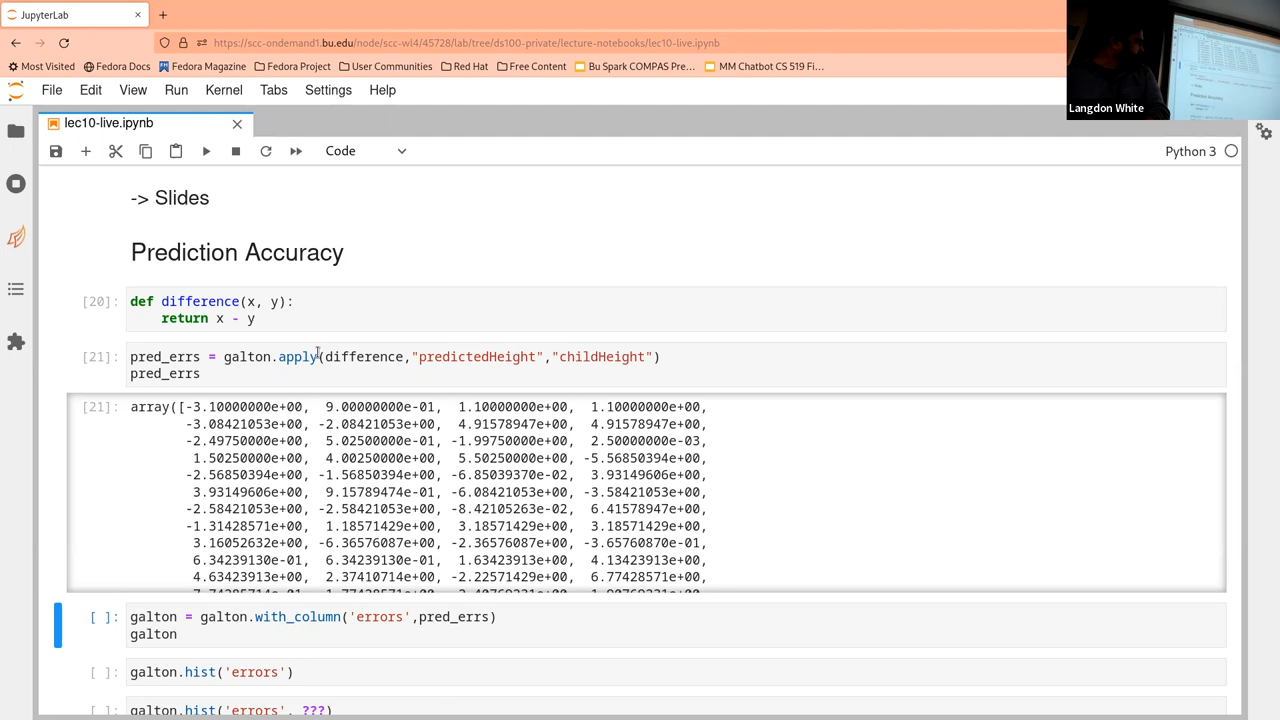 JupyterLab
https://scc-ondemand1.bu.edu/node/scc-wl4/45728/lab/tree/ds100-private/lecture-notebooks/lec10-live.ipynb
Most Visited Fedora Docs Fedora Magazine Fedora Project User Communities Red Hat Free Content Bu Spark COMPAS Pre… MM Chatbot CS 519 Fi…
Langdon White
File Edit View Run Kernel Tabs Settings Help
lec10-live.ipynb
Code Python 3
-> Slides
Prediction Accuracy
[20]: def difference(x, y):
return x - y
[21]: pred_errs = galton.apply(difference,"predictedHeight","childHeight")
pred_errs
[21]: array([-3.10000000e+00, 9.00000000e-01, 1.10000000e+00, 1.10000000e+00,
-3.08421053e+00, -2.08421053e+00, 4.91578947e+00, 4.91578947e+00,
-2.49750000e+00, 5.02500000e-01, -1.99750000e+00, 2.50000000e-03,
1.50250000e+00, 4.00250000e+00, 5.50250000e+00, -5.56850394e+00,
-2.56850394e+00, -1.56850394e+00, -6.85039370e-02, 3.93149606e+00,
3.93149606e+00, 9.15789474e-01, -6.08421053e+00, -3.58421053e+00,
-2.58421053e+00, -2.58421053e+00, -8.42105263e-02, 6.41578947e+00,
-1.31428571e+00, 1.18571429e+00, 3.18571429e+00, 3.18571429e+00,
3.16052632e+00, -6.36576087e+00, -2.36576087e+00, -3.65760870e-01,
6.34239130e-01, 6.34239130e-01, 1.63423913e+00, 4.13423913e+00,
4.63423913e+00, 2.37410714e+00, -2.22571429e+00, 6.77428571e+00,
[ ]: galton = galton.with_column('errors',pred_errs)
galton
[ ]: galton.hist('errors')
[ ]: galton.hist('errors', ???)